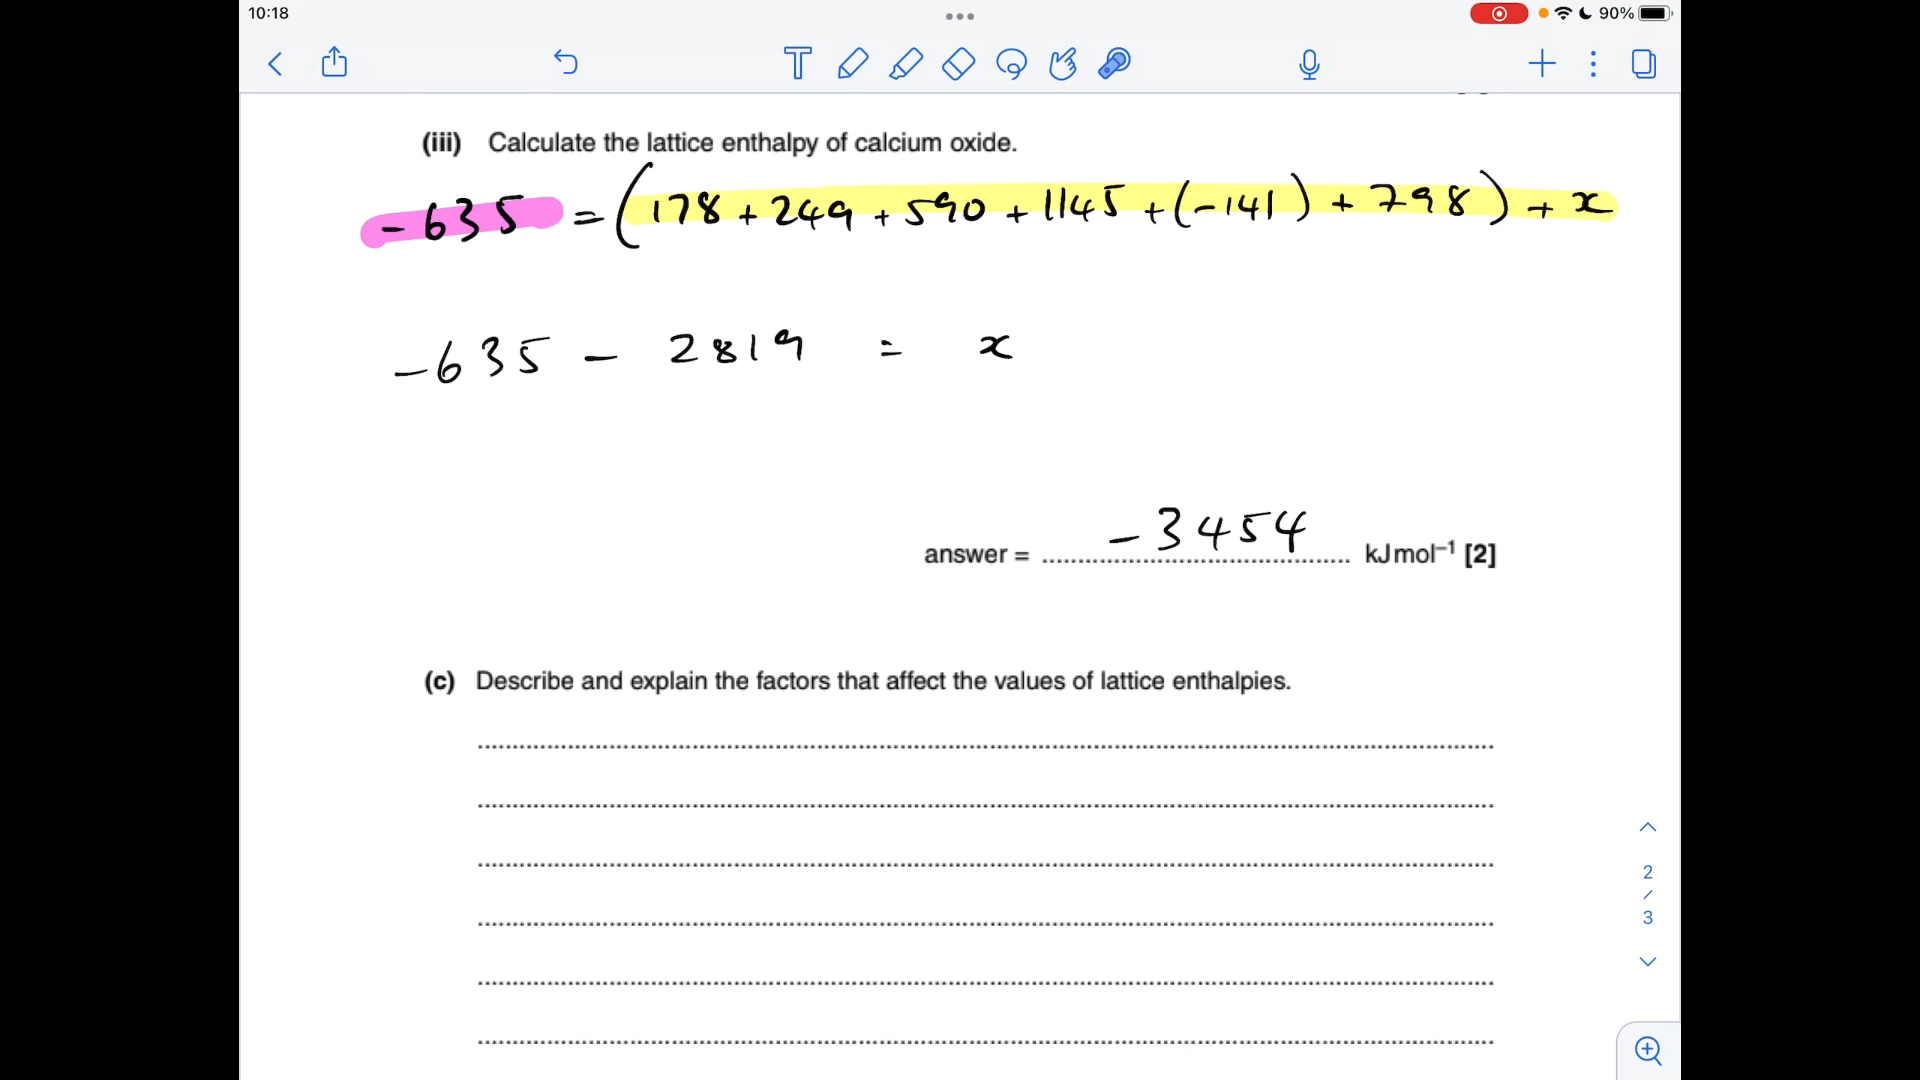 10:18
90%
(iii) Calculate the lattice enthalpy of calcium oxide.
-635 = (178 + 249 + 590 + 1145 + (-141) + 798) + x
-635 - 2819 = x
-3454
answer = ........................................ kJ mol⁻¹ [2]
(c) Describe and explain the factors that affect the values of lattice enthalpies.
2
/
3